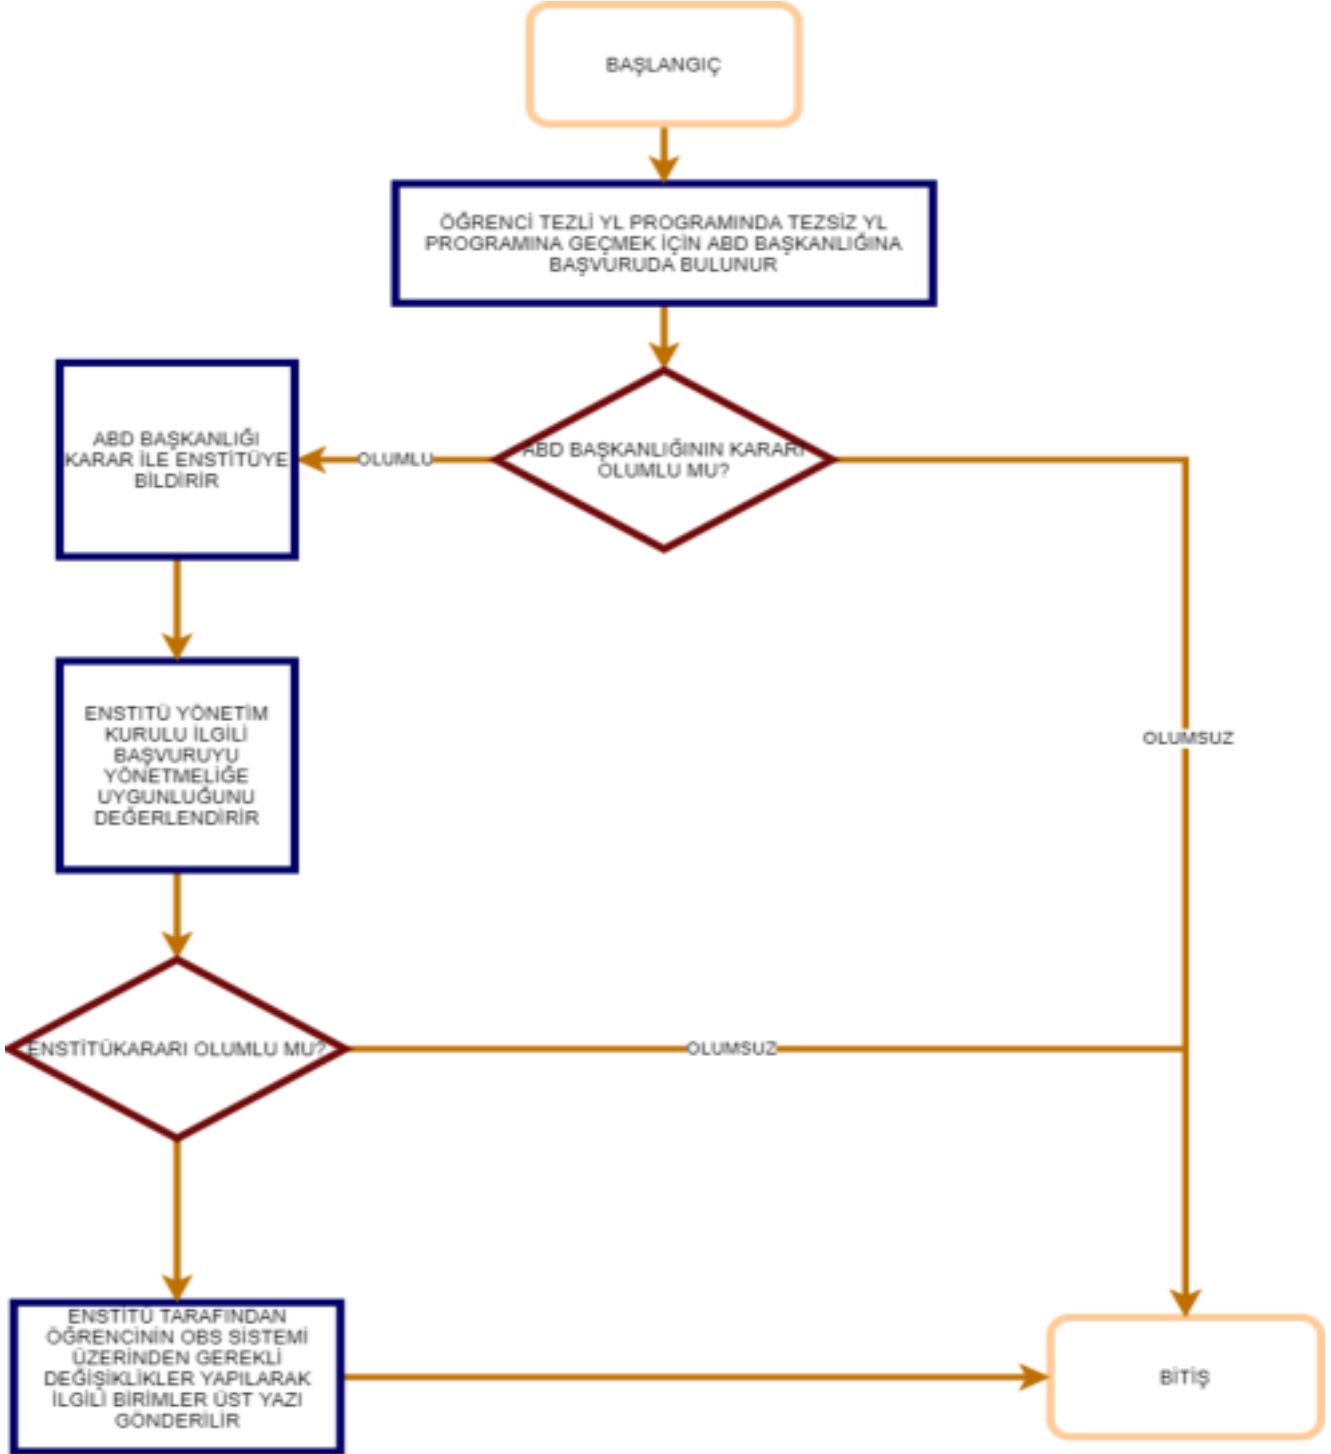 BAŞLANGIÇ
ÖĞRENCİ TEZLİ YL PROGRAMINDA TEZSİZ YL
PROGRAMINA GEÇMEK İÇİN ABD BAŞKANLIĞINA
BAŞVURUDA BULUNUR
ABD BAŞKANLIĞININ KARARI
OLUMLU MU?
OLUMLU
ABD BAŞKANLIĞI
KARAR İLE ENSTİTÜYE
BİLDİRİR
ENSTITÜ YÖNETİM
KURULU İLGİLİ
BAŞVURUYU
YÖNETMELİĞE
UYGUNLUĞUNU
DEĞERLENDİRİR
OLUMSUZ
ENSTİTÜKARARI OLUMLU MU?
OLUMSUZ
ENSTİTÜ TARAFINDAN
ÖĞRENCİNİN OBS SİSTEMİ
ÜZERİNDEN GEREKLİ
DEĞİŞİKLİKLER YAPILARAK
İLGİLİ BİRİMLER ÜST YAZI
GÖNDERİLİR
BİTİŞ